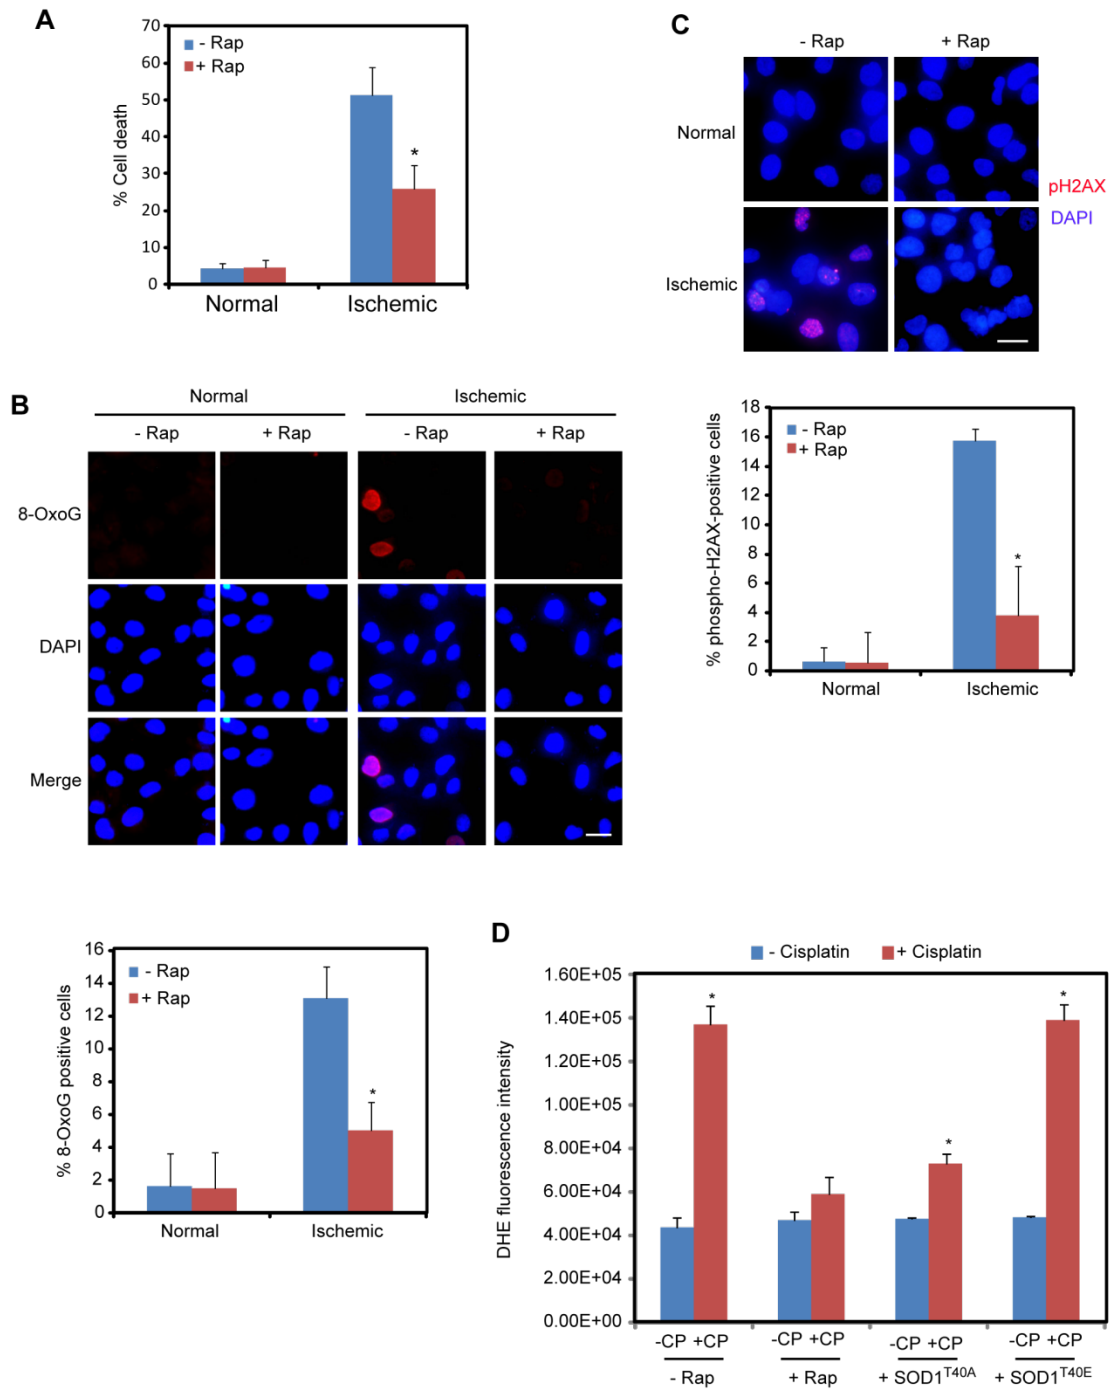 A
70
60
50
40
30
20
10
0
% Cell death
- Rap
+ Rap
Normal
Ischemic
C
- Rap
+ Rap
Normal
Ischemic
pH2AX
DAPI
18
16
14
12
10
8
6
4
2
0
% phospho-H2AX-positive cells
- Rap
+ Rap
*
Normal
Ischemic
B
Normal
Ischemic
- Rap
+ Rap
- Rap
+ Rap
8-OxoG
DAPI
Merge
16
14
12
10
8
6
4
2
0
% 8-OxoG positive cells
- Rap
+ Rap
*
Normal
Ischemic
D
- Cisplatin
+ Cisplatin
1.60E+05
1.40E+05
1.20E+05
1.00E+05
8.00E+04
6.00E+04
4.00E+04
2.00E+04
0.00E+00
DHE fluorescence intensity
*
*
*
-CP +CP
-CP +CP
-CP +CP
-CP +CP
- Rap
+ Rap
+ SOD1T40A
+ SOD1T40E